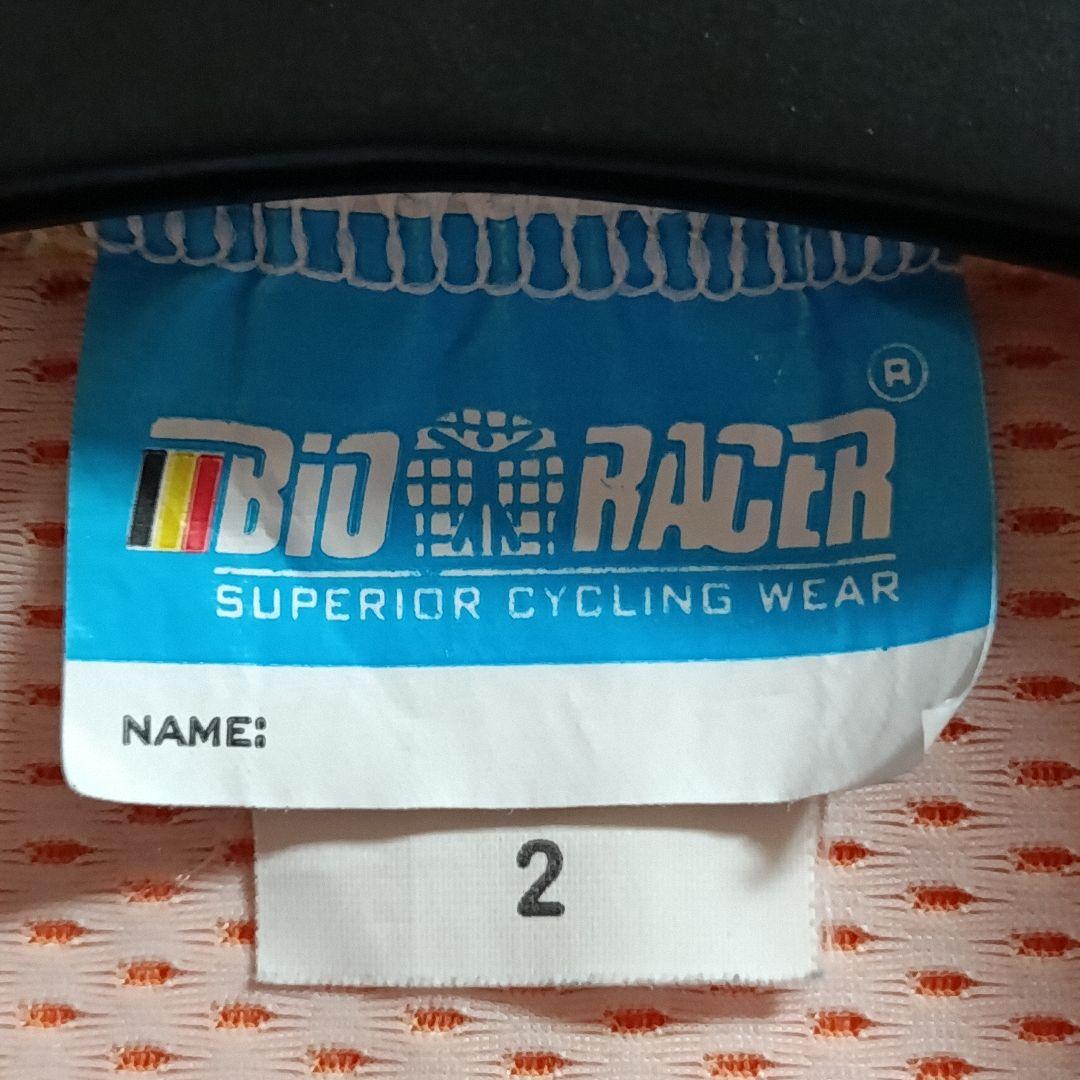 ®
BiO RACER
SUPERIOR CYCLING WEAR
NAME:
2